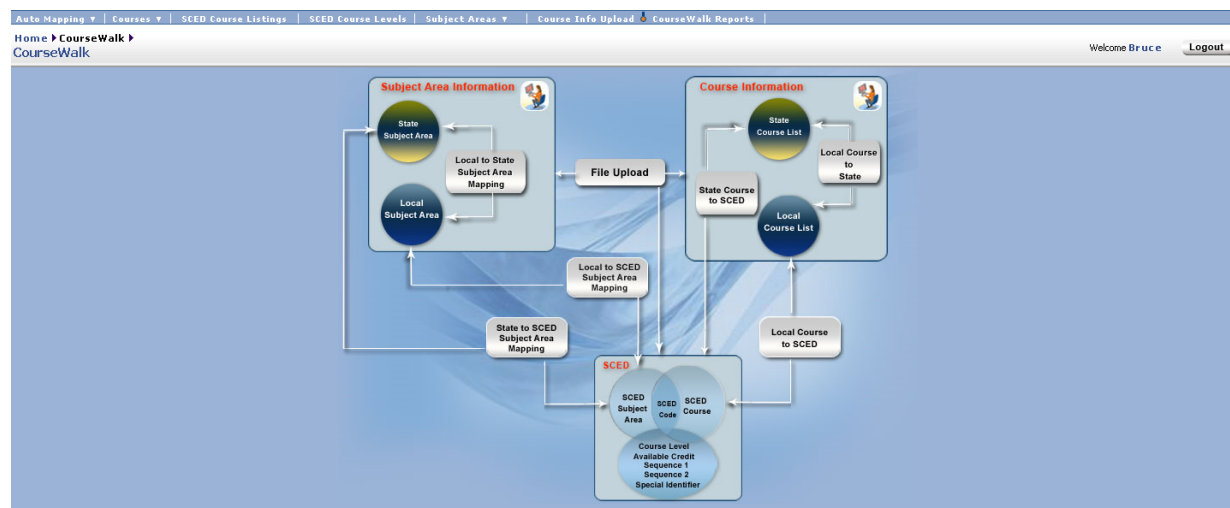 Auto Mapping ▼ | Courses ▼ | SCED Course Listings | SCED Course Levels | Subject Areas ▼ | Course Info Upload | CourseWalk Reports |
Home ▶ CourseWalk ▶
CourseWalk
Welcome Bruce
Logout
Subject Area Information
State
Subject Area
Local to State
Subject Area
Mapping
Local
Subject Area
File Upload
Course Information
State
Course List
Local Course
to
State
State Course
to SCED
Local
Course List
Local to SCED
Subject Area
Mapping
State to SCED
Subject Area
Mapping
Local Course
to SCED
SCED
SCED
Subject
Area
SCED
Code
SCED
Course
Course Level
Available Credit
Sequence 1
Sequence 2
Special Identifier